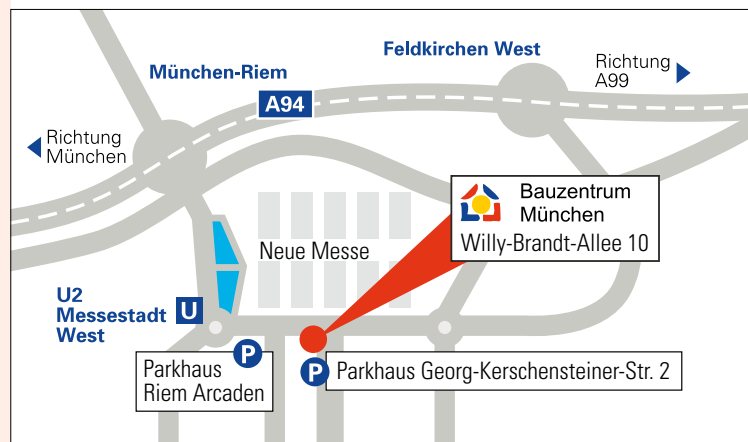 Feldkirchen West
München-Riem
Richtung
A99
A94
Richtung
München
Bauzentrum
München
Willy-Brandt-Allee 10
Neue Messe
U2
Messestadt
West
U
P
Parkhaus
Riem Arcaden
P
Parkhaus Georg-Kerschensteiner-Str. 2